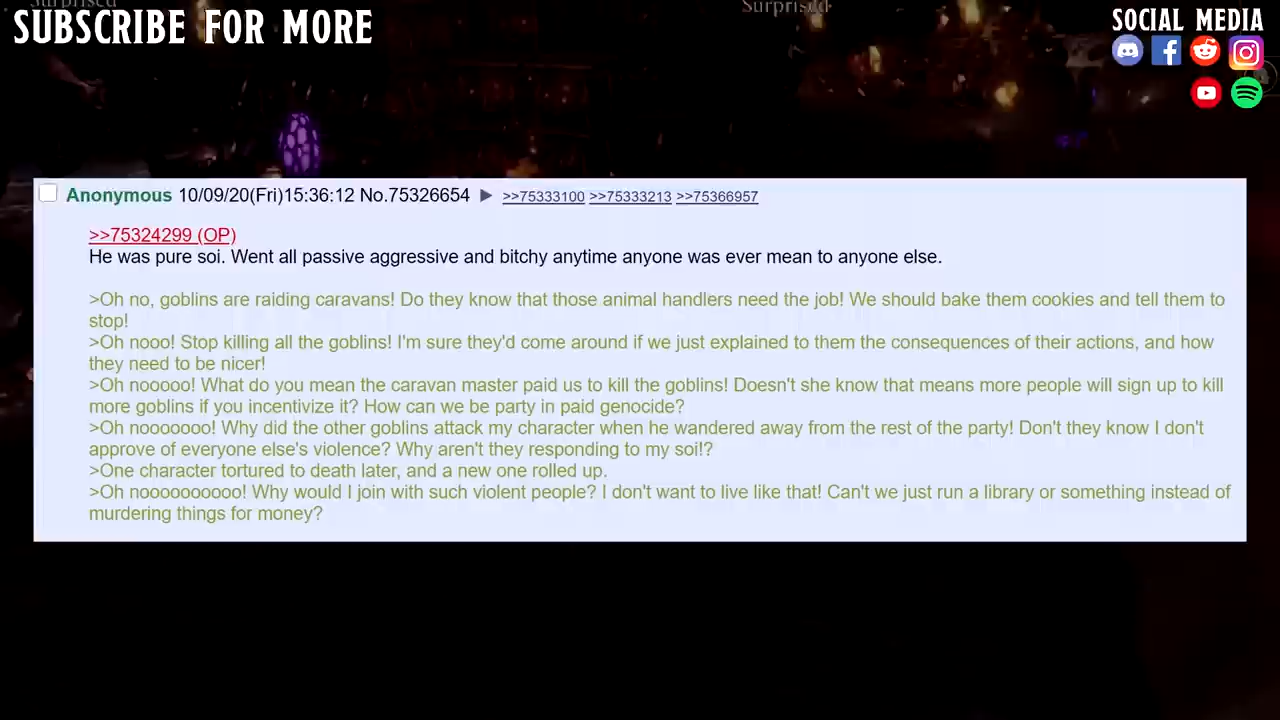 Surprised
Surprised
SUBSCRIBE FOR MORE
SOCIAL MEDIA
Anonymous 10/09/20(Fri)15:36:12 No.75326654 ▶ >>75333100 >>75333213 >>75366957
>>75324299 (OP)
He was pure soi. Went all passive aggressive and bitchy anytime anyone was ever mean to anyone else.
>Oh no, goblins are raiding caravans! Do they know that those animal handlers need the job! We should bake them cookies and tell them to
stop!
>Oh nooo! Stop killing all the goblins! I'm sure they'd come around if we just explained to them the consequences of their actions, and how
they need to be nicer!
>Oh nooooo! What do you mean the caravan master paid us to kill the goblins! Doesn't she know that means more people will sign up to kill
more goblins if you incentivize it? How can we be party in paid genocide?
>Oh nooooooo! Why did the other goblins attack my character when he wandered away from the rest of the party! Don't they know I don't
approve of everyone else's violence? Why aren't they responding to my soi!?
>One character tortured to death later, and a new one rolled up.
>Oh noooooooooo! Why would I join with such violent people? I don't want to live like that! Can't we just run a library or something instead of
murdering things for money?